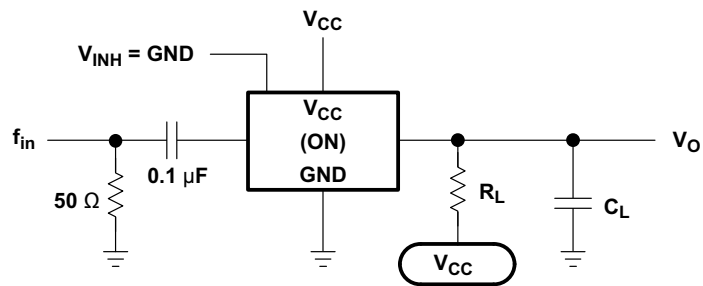 VCC
VINH = GND
VCC
(ON)
GND
fin
0.1 µF
50 Ω
RL
VCC
CL
VO